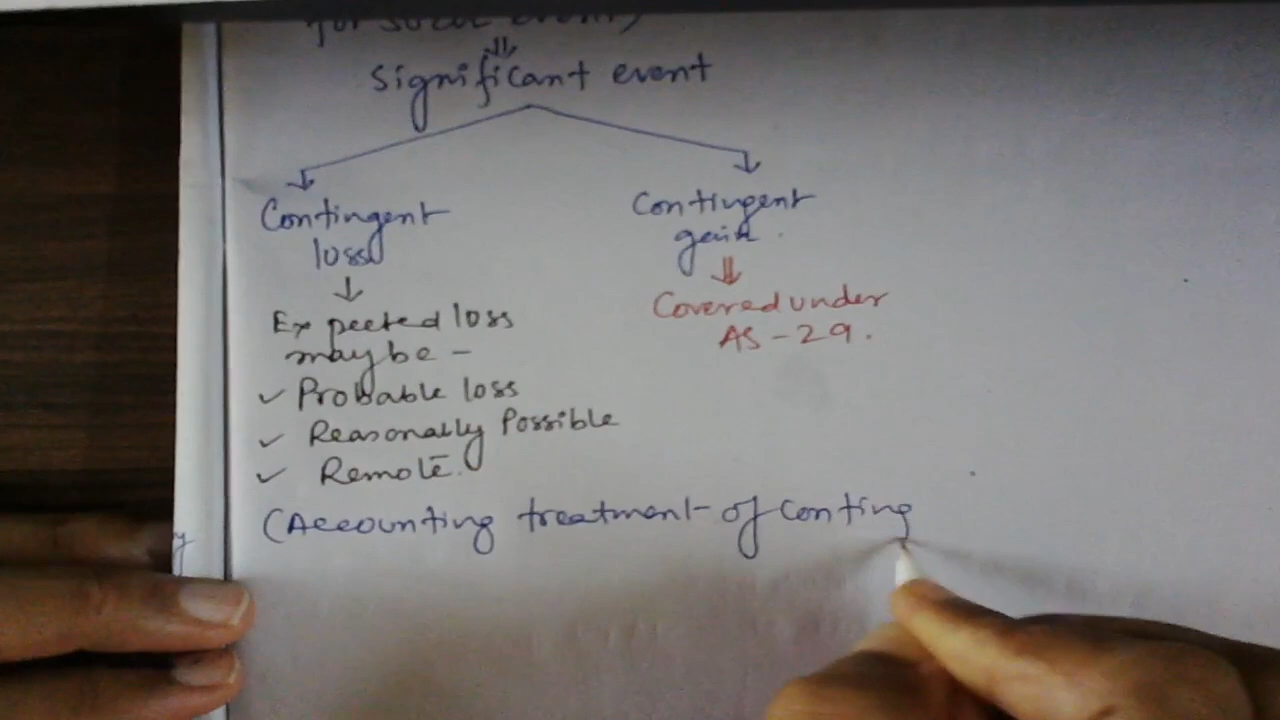 Significant event
Contingent
loss
Contingent
gain.
Covered under
AS-29.
Expected loss
may be -
✓ Probable loss
✓ Reasonally Possible
✓ Remote.
(Accounting treatment of conting